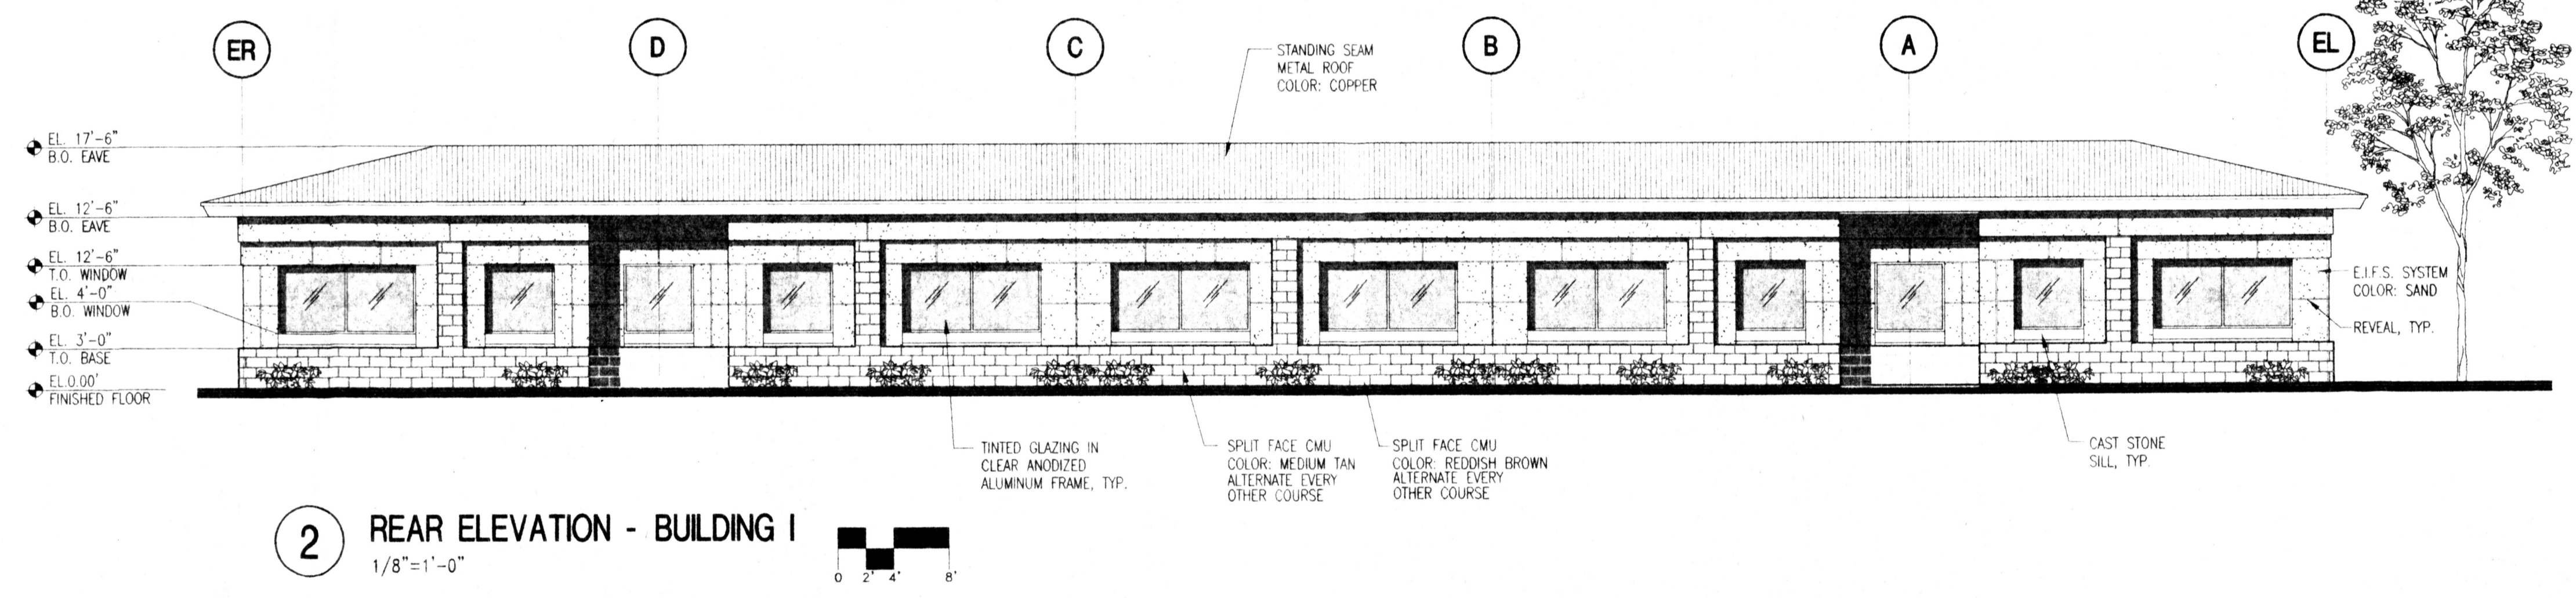 ER
D
C
B
A
EL
STANDING SEAM
METAL ROOF
COLOR: COPPER
EL. 17'-6"
B.O. EAVE
EL. 12'-6"
B.O. EAVE
EL. 12'-6"
T.O. WINDOW
EL. 4'-0"
B.O. WINDOW
EL. 3'-0"
T.O. BASE
EL.0.00'
FINISHED FLOOR
E.I.F.S. SYSTEM
COLOR: SAND
REVEAL, TYP.
TINTED GLAZING IN
CLEAR ANODIZED
ALUMINUM FRAME, TYP.
SPLIT FACE CMU
COLOR: MEDIUM TAN
ALTERNATE EVERY
OTHER COURSE
SPLIT FACE CMU
COLOR: REDDISH BROWN
ALTERNATE EVERY
OTHER COURSE
CAST STONE
SILL, TYP.
2
REAR ELEVATION - BUILDING I
1/8"=1'-0"
0 2' 4' 8'